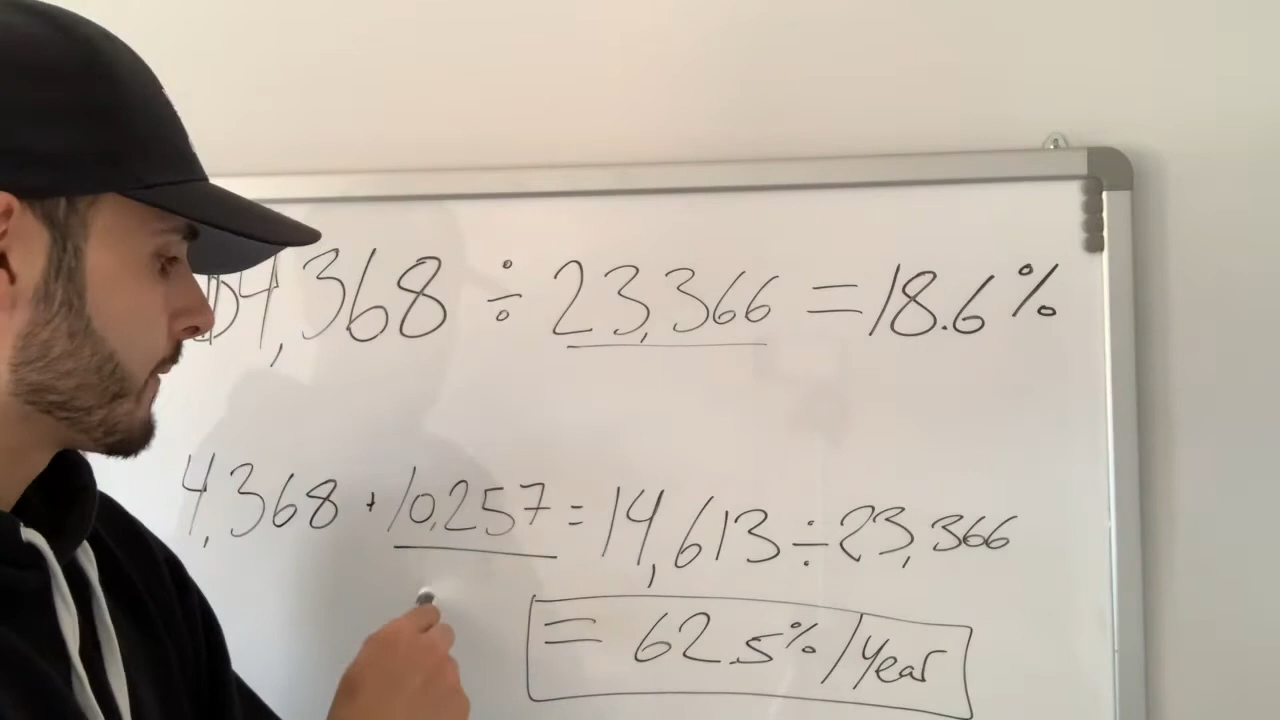 4,368 ÷ 23,366 = 18.6%
4,368 + 10,257 = 14,613 ÷ 23,366
= 62.5%/Year